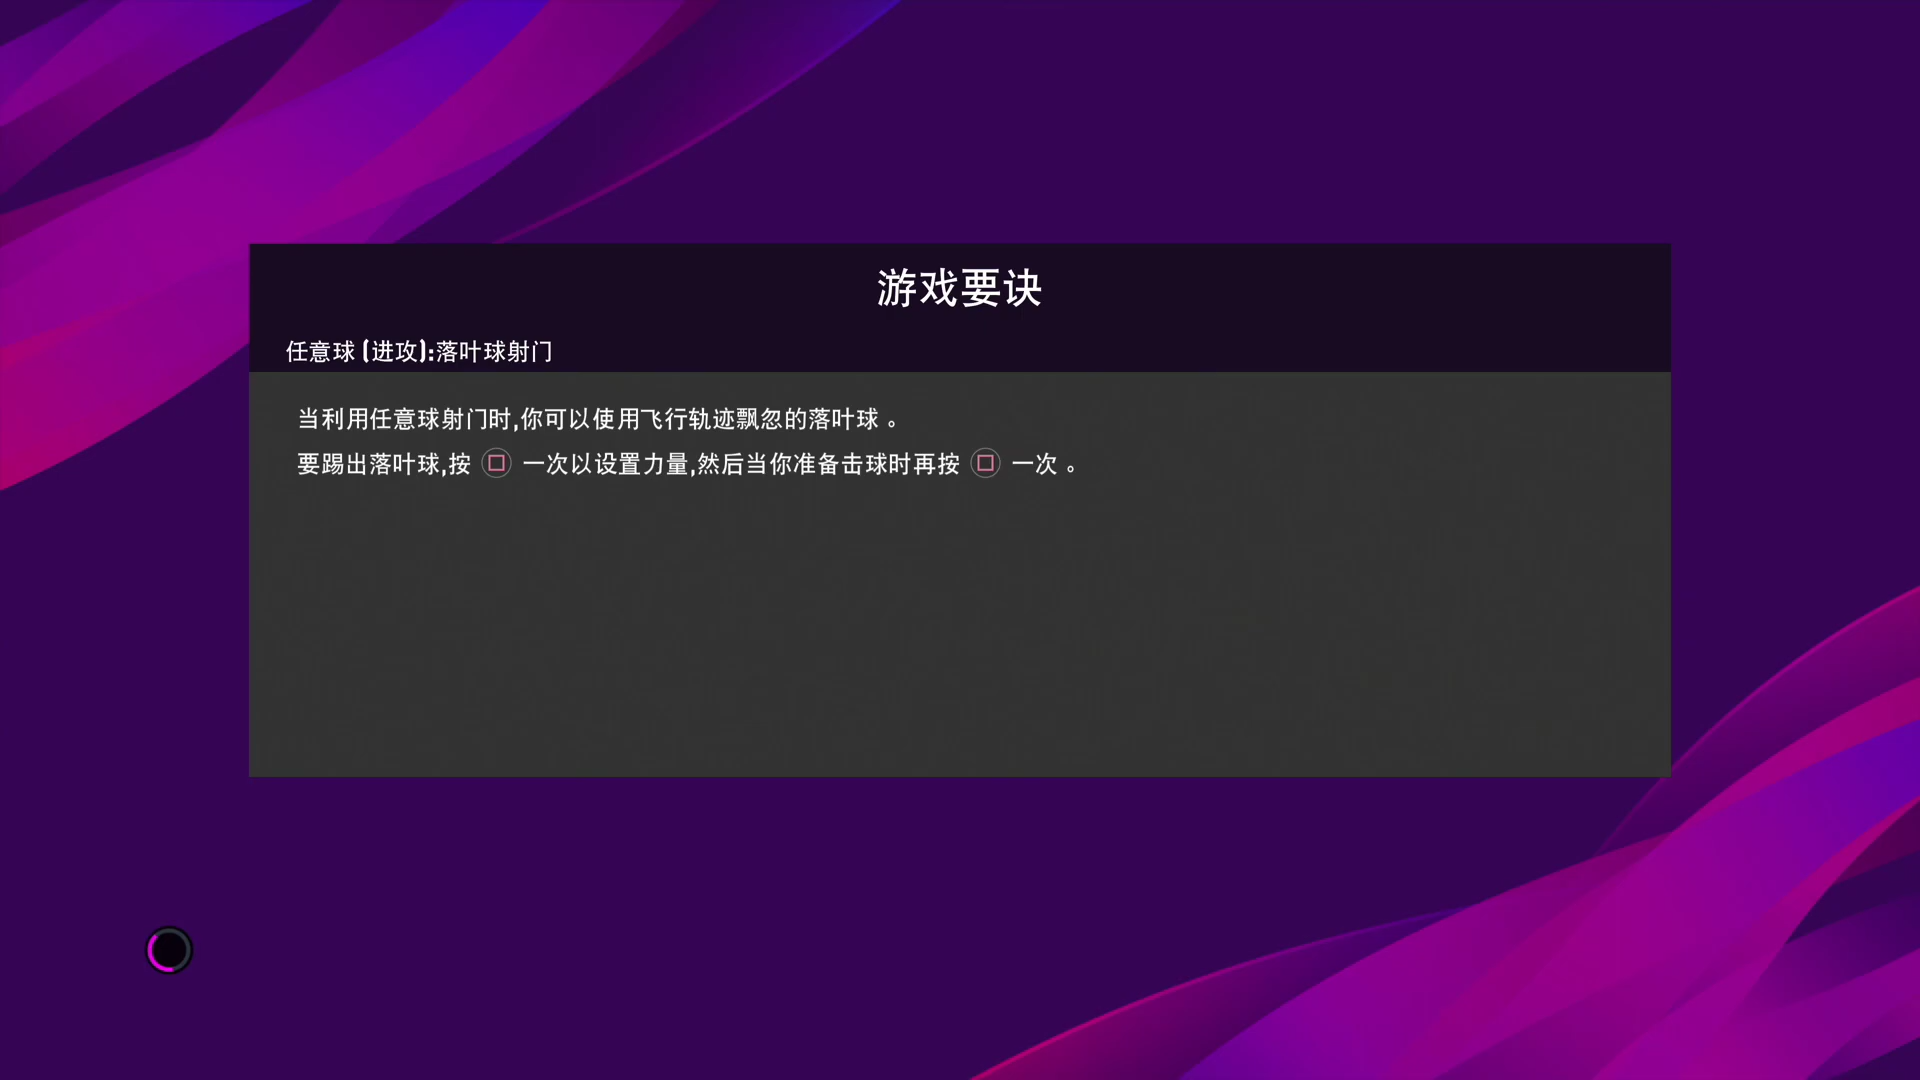 游戏要诀
任意球 (进攻):落叶球射门
当利用任意球射门时,你可以使用飞行轨迹飘忽的落叶球。
要踢出落叶球,按 □ 一次以设置力量,然后当你准备击球时再按 □ 一次。